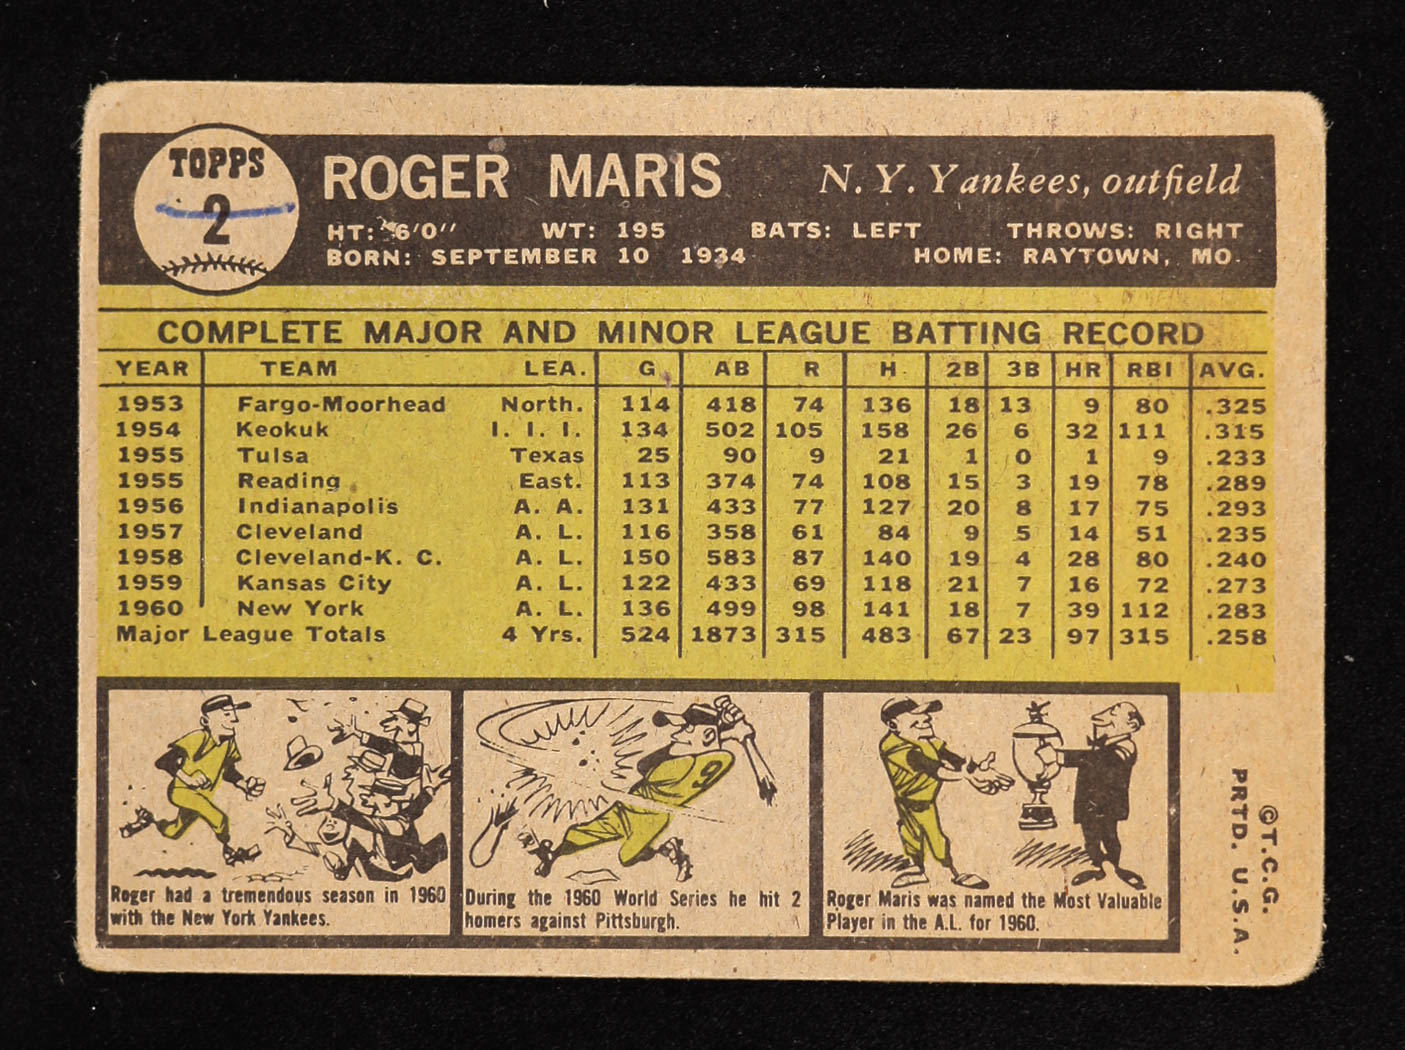 TOPPS
2
ROGER MARIS
N. Y. Yankees, outfield
HT: 6'0" WT: 195 BATS: LEFT THROWS: RIGHT
BORN: SEPTEMBER 10 1934 HOME: RAYTOWN, MO.
COMPLETE MAJOR AND MINOR LEAGUE BATTING RECORD
YEAR TEAM LEA. G AB R H 2B 3B HR RBI AVG.
1953 Fargo-Moorhead North. 114 418 74 136 18 13 9 80 .325
1954 Keokuk I. I. I. 134 502 105 158 26 6 32 111 .315
1955 Tulsa Texas 25 90 9 21 1 0 1 9 .233
1955 Reading East. 113 374 74 108 15 3 19 78 .289
1956 Indianapolis A. A. 131 433 77 127 20 8 17 75 .293
1957 Cleveland A. L. 116 358 61 84 9 5 14 51 .235
1958 Cleveland-K. C. A. L. 150 583 87 140 19 4 28 80 .240
1959 Kansas City A. L. 122 433 69 118 21 7 16 72 .273
1960 New York A. L. 136 499 98 141 18 7 39 112 .283
Major League Totals 4 Yrs. 524 1873 315 483 67 23 97 315 .258
9
Roger had a tremendous season in 1960
with the New York Yankees.
During the 1960 World Series he hit 2
homers against Pittsburgh.
Roger Maris was named the Most Valuable
Player in the A.L. for 1960.
©T.C.G.
PRTD. U.S.A.